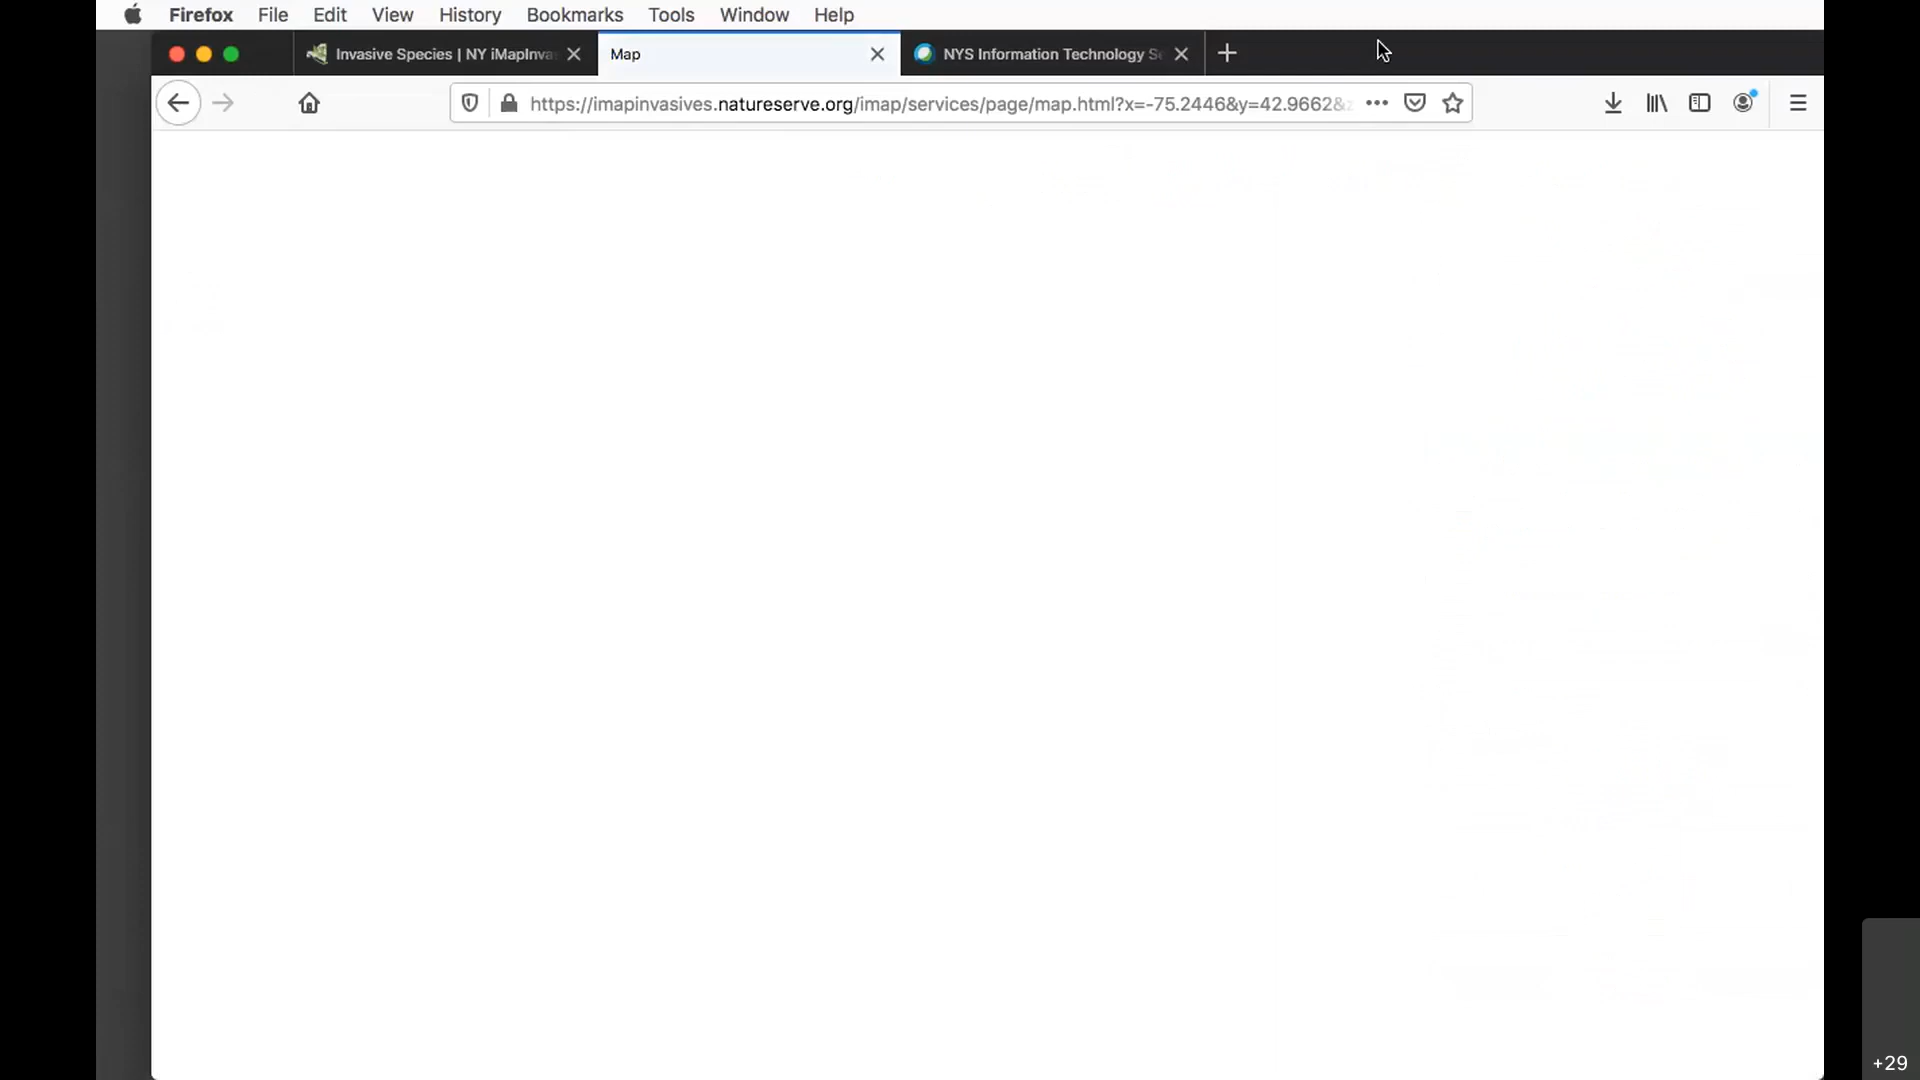 Firefox File Edit View History Bookmarks Tools Window Help
Invasive Species | NY iMapInva
Map
NYS Information Technology Se
https://imapinvasives.natureserve.org/imap/services/page/map.html?x=-75.2446&y=42.9662&z
+29